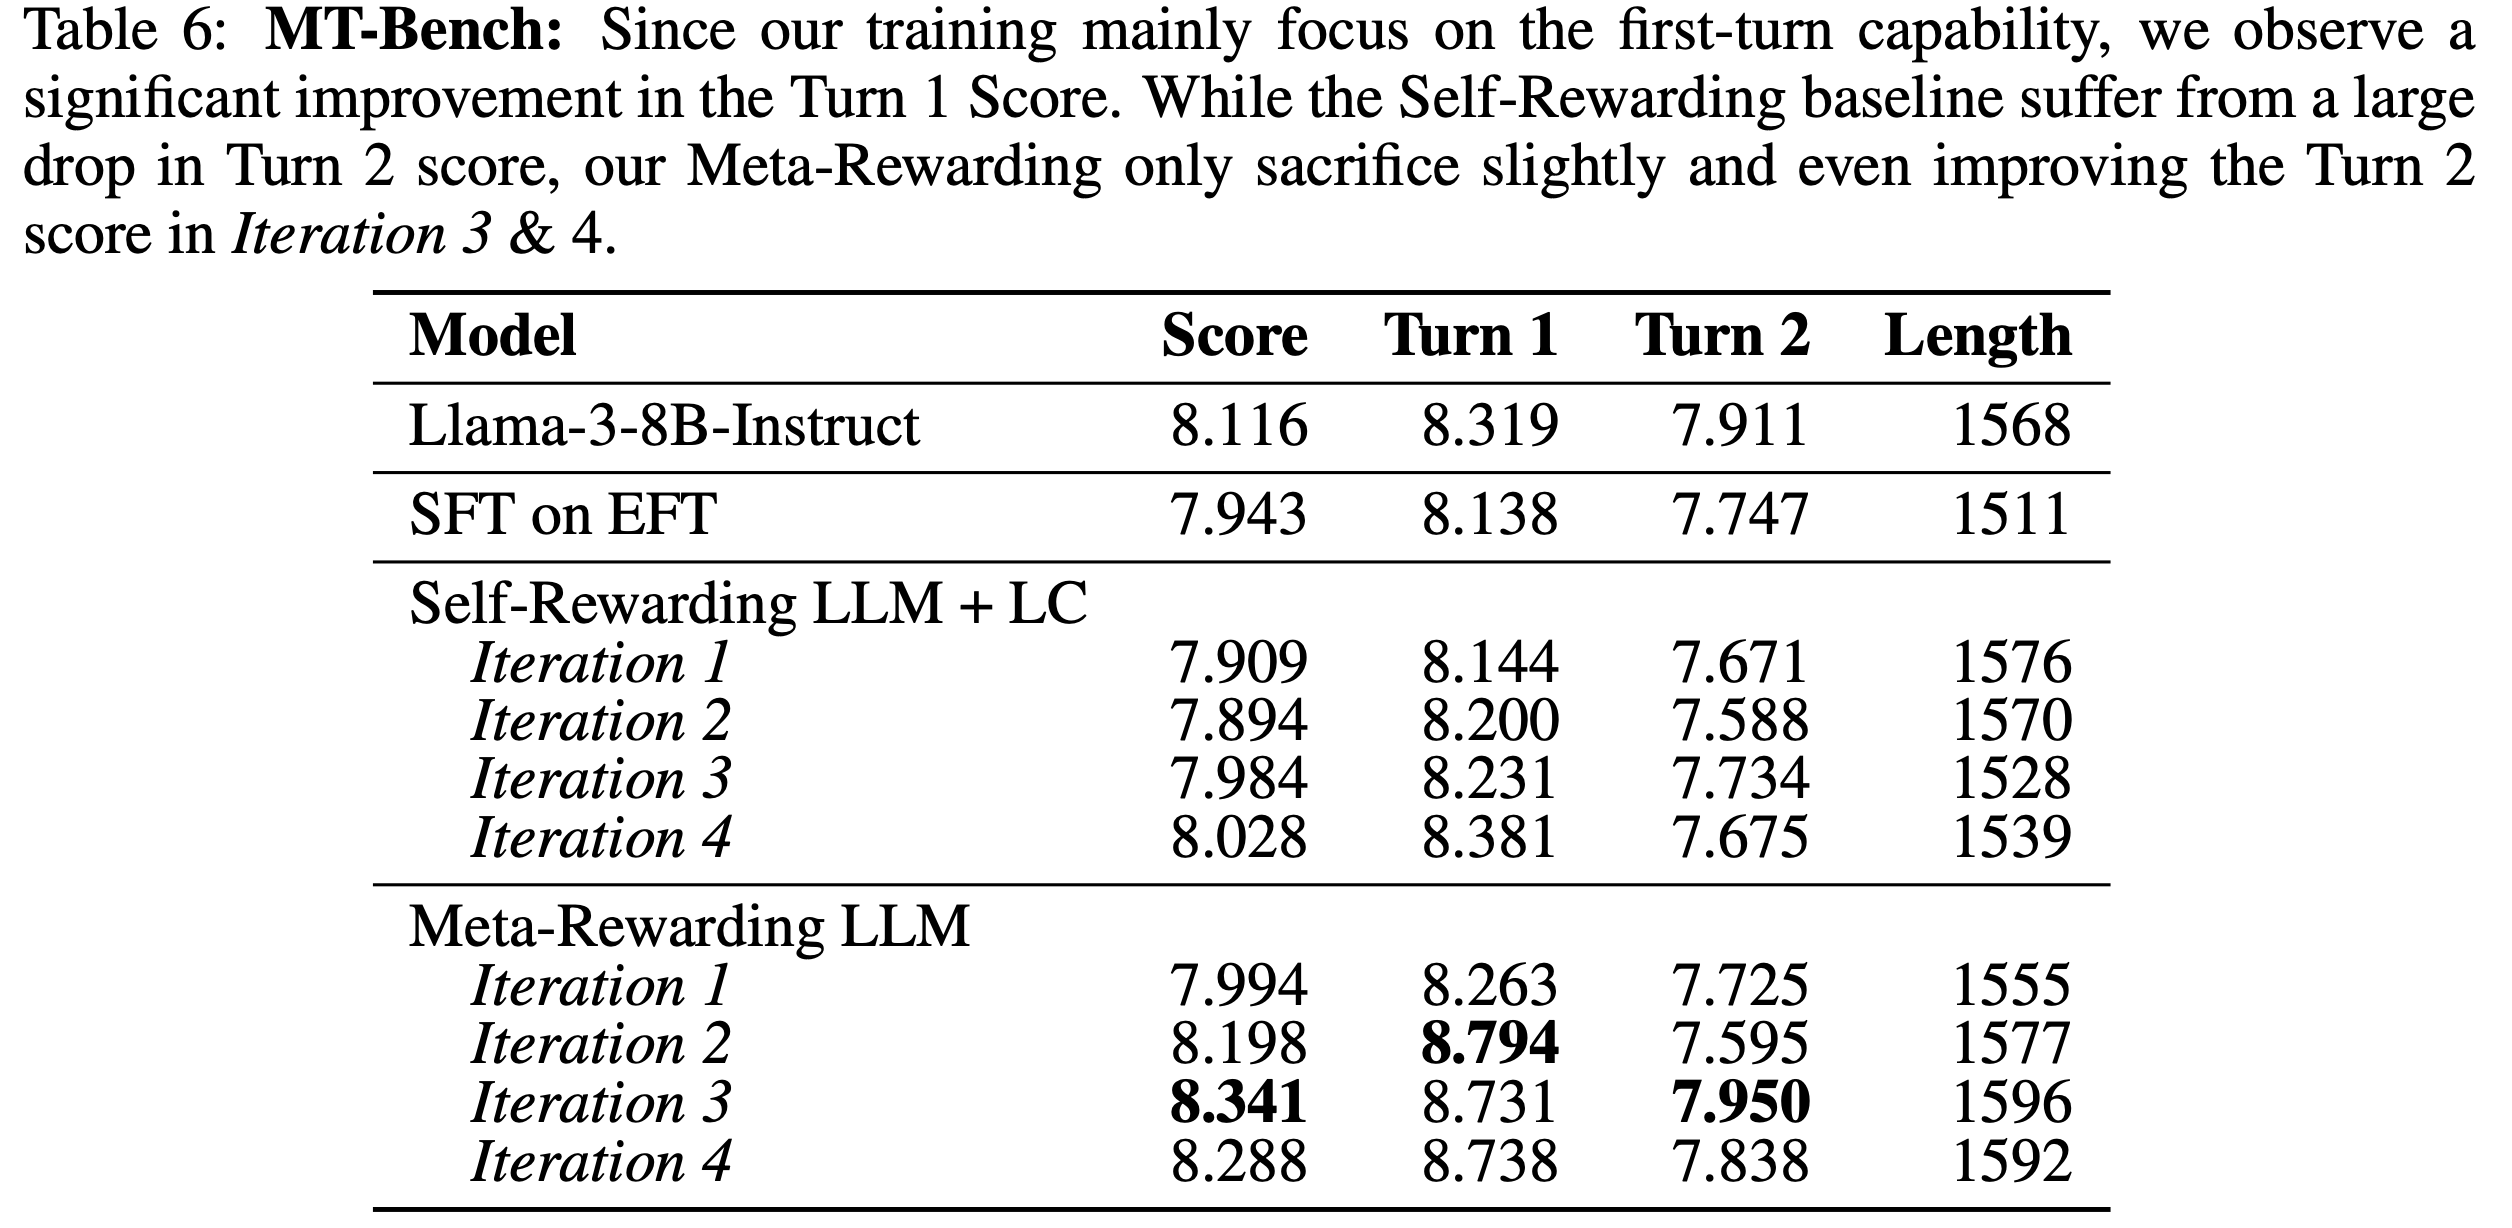 Table 6: MT-Bench: Since our training mainly focus on the first-turn capability, we observe a
significant improvement in the Turn 1 Score. While the Self-Rewarding baseline suffer from a large
drop in Turn 2 score, our Meta-Rewarding only sacrifice slightly and even improving the Turn 2
score in Iteration 3 & 4.
Model Score Turn 1 Turn 2 Length
Llama-3-8B-Instruct 8.116 8.319 7.911 1568
SFT on EFT 7.943 8.138 7.747 1511
Self-Rewarding LLM + LC
Iteration 1 7.909 8.144 7.671 1576
Iteration 2 7.894 8.200 7.588 1570
Iteration 3 7.984 8.231 7.734 1528
Iteration 4 8.028 8.381 7.675 1539
Meta-Rewarding LLM
Iteration 1 7.994 8.263 7.725 1555
Iteration 2 8.198 8.794 7.595 1577
Iteration 3 8.341 8.731 7.950 1596
Iteration 4 8.288 8.738 7.838 1592